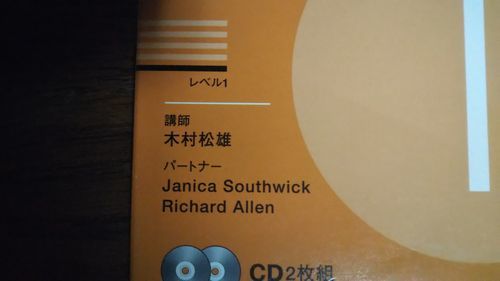 レベル1
講師
木村松雄
パートナー
Janica Southwick
Richard Allen
CD2枚組